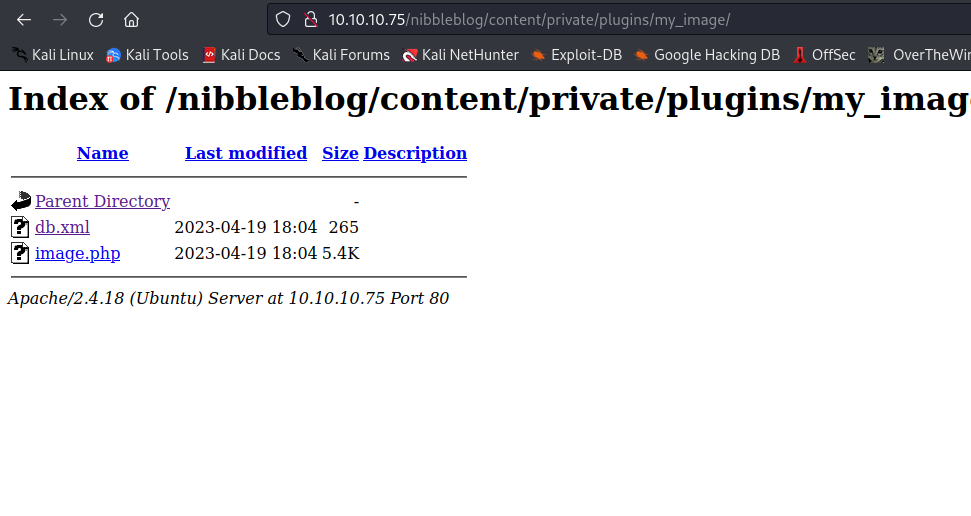 10.10.10.75/nibbleblog/content/private/plugins/my_image/
Kali Linux Kali Tools Kali Docs Kali Forums Kali NetHunter Exploit-DB Google Hacking DB OffSec OverTheWir
Index of /nibbleblog/content/private/plugins/my_imag
Name Last modified Size Description
Parent Directory -
db.xml 2023-04-19 18:04 265
image.php 2023-04-19 18:04 5.4K
Apache/2.4.18 (Ubuntu) Server at 10.10.10.75 Port 80